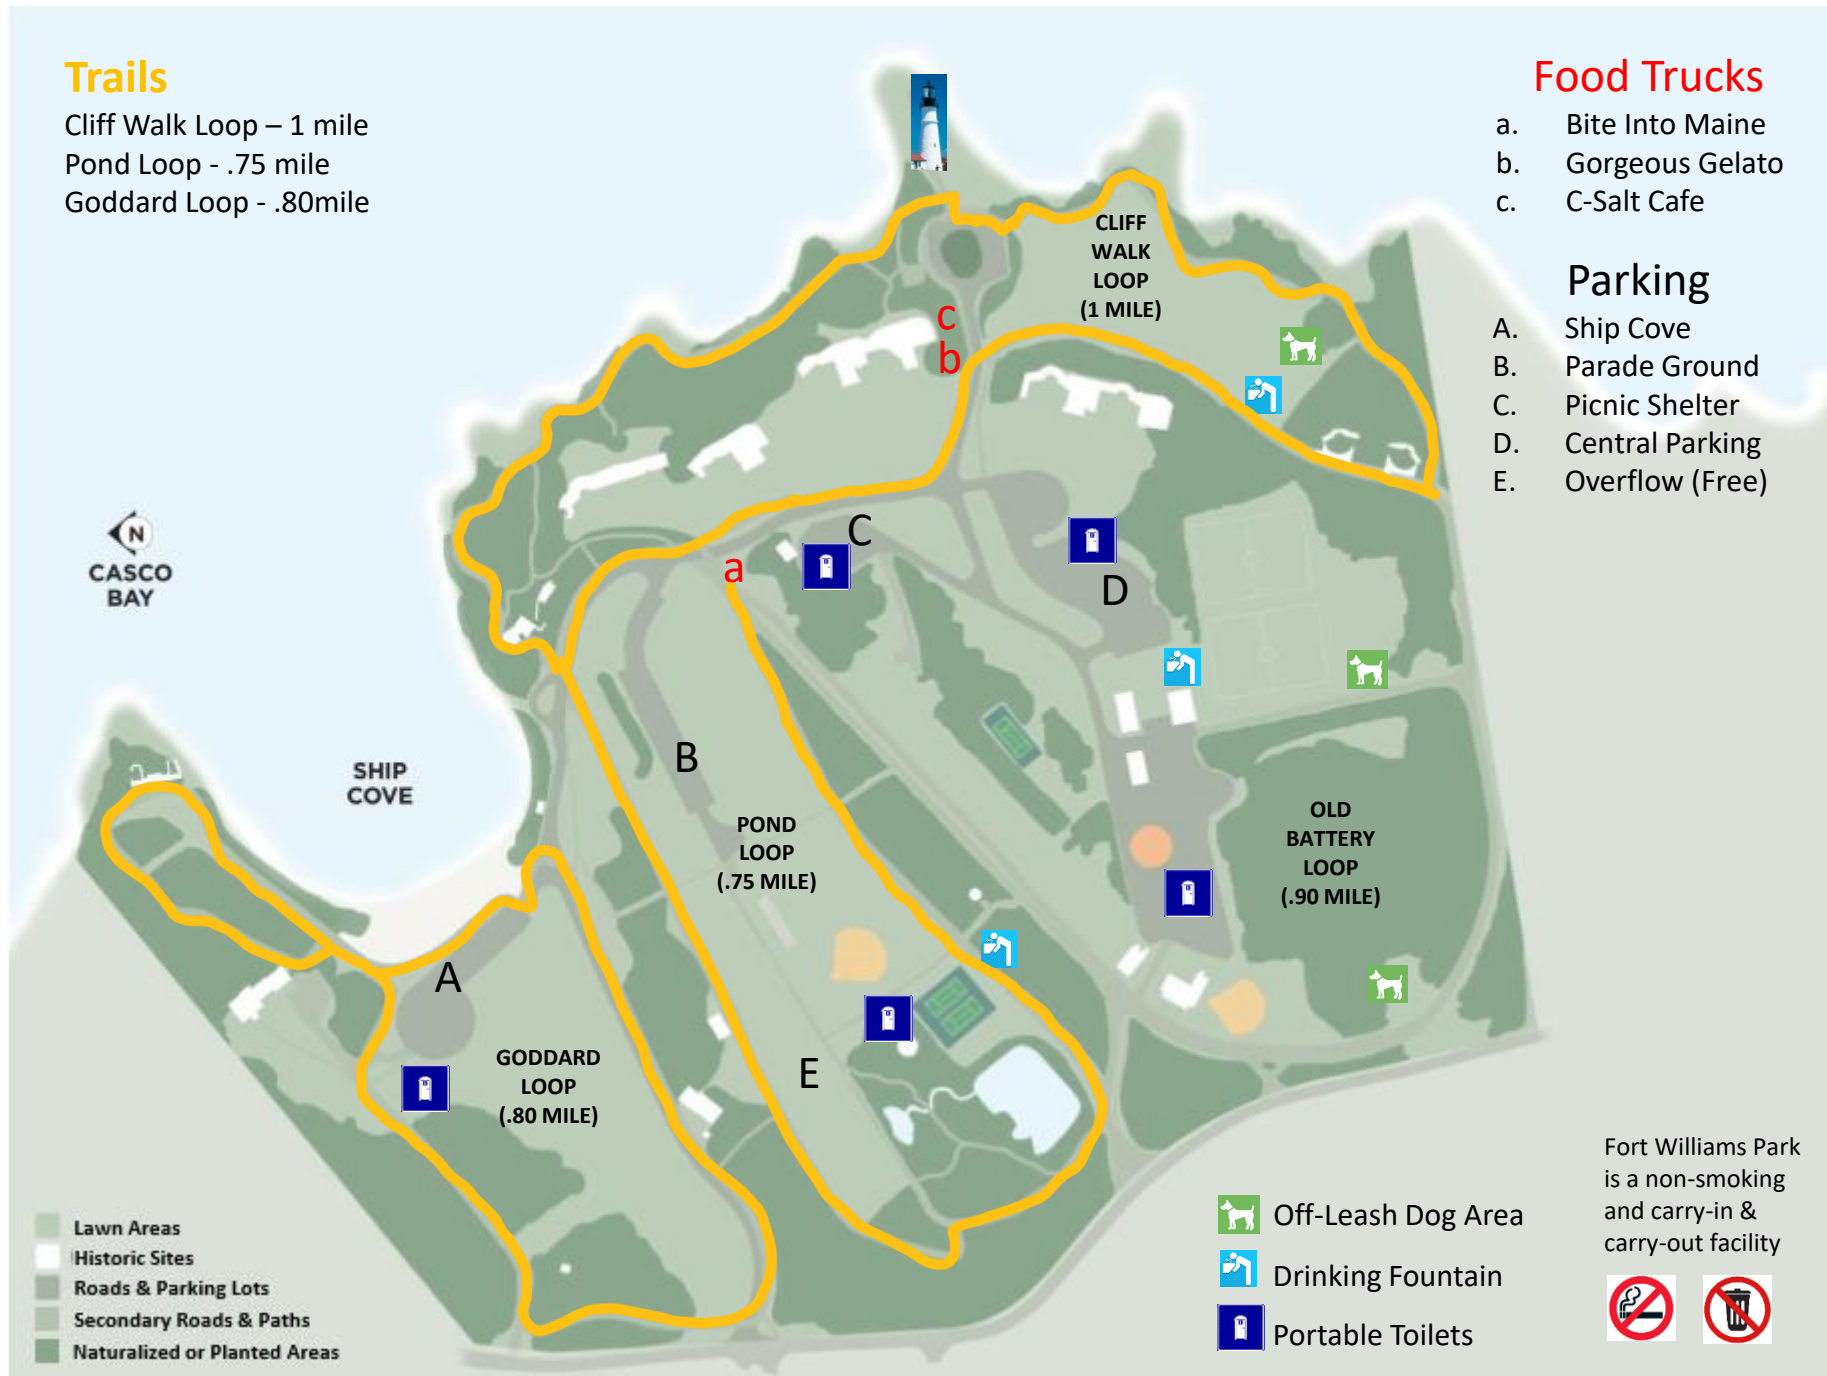 Trails
Cliff Walk Loop – 1 mile
Pond Loop - .75 mile
Goddard Loop - .80mile
Food Trucks
a. Bite Into Maine
b. Gorgeous Gelato
c. C-Salt Cafe
Parking
A. Ship Cove
B. Parade Ground
C. Picnic Shelter
D. Central Parking
E. Overflow (Free)
CLIFF
WALK
LOOP
(1 MILE)
c
b
N
CASCO
BAY
C
a
D
SHIP
COVE
B
POND
LOOP
(.75 MILE)
OLD
BATTERY
LOOP
(.90 MILE)
A
GODDARD
LOOP
(.80 MILE)
E
Lawn Areas
Historic Sites
Roads & Parking Lots
Secondary Roads & Paths
Naturalized or Planted Areas
Off-Leash Dog Area
Drinking Fountain
Portable Toilets
Fort Williams Park
is a non-smoking
and carry-in &
carry-out facility